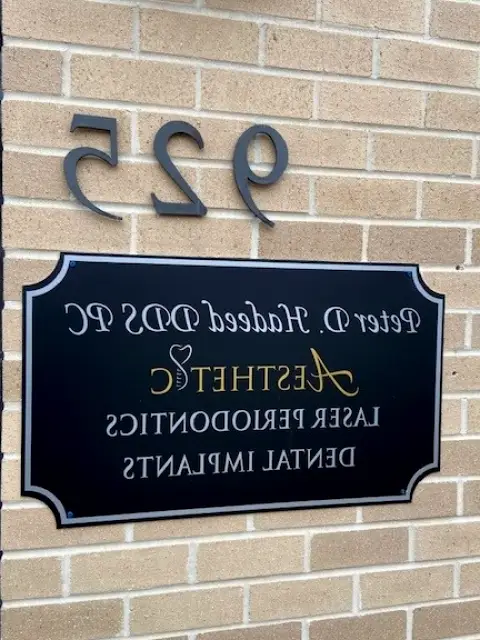 925
Peter D. Hadeed DDS PC
AESTHETIC
LASER PERIODONTICS
DENTAL IMPLANTS